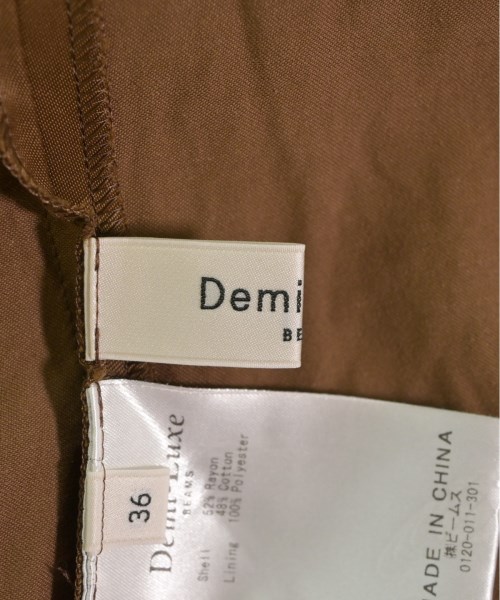 Demi
BE
36
Demi-Luxe
BEAMS
Shell 52% Rayon
48% Cotton
Lining 100% Polyester
MADE IN CHINA
㈱ビームス
0120-011-301